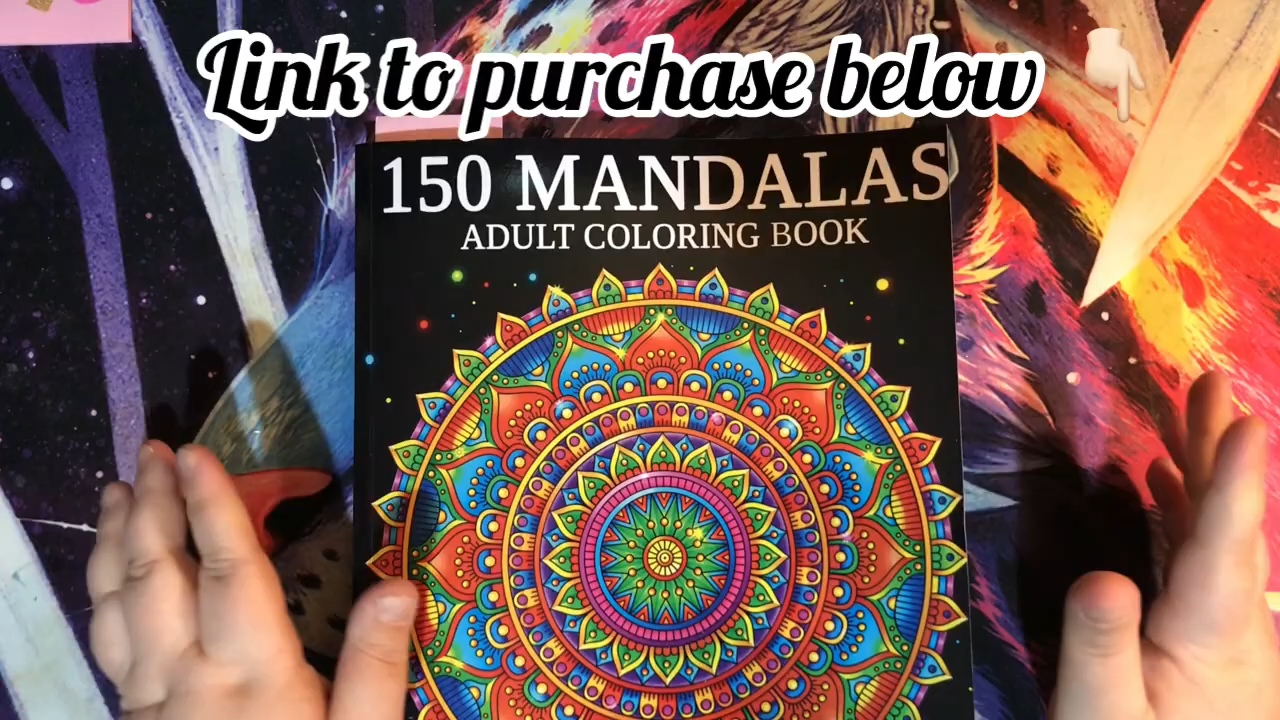 Link to purchase below 👇🏻
150 MANDALAS
ADULT COLORING BOOK